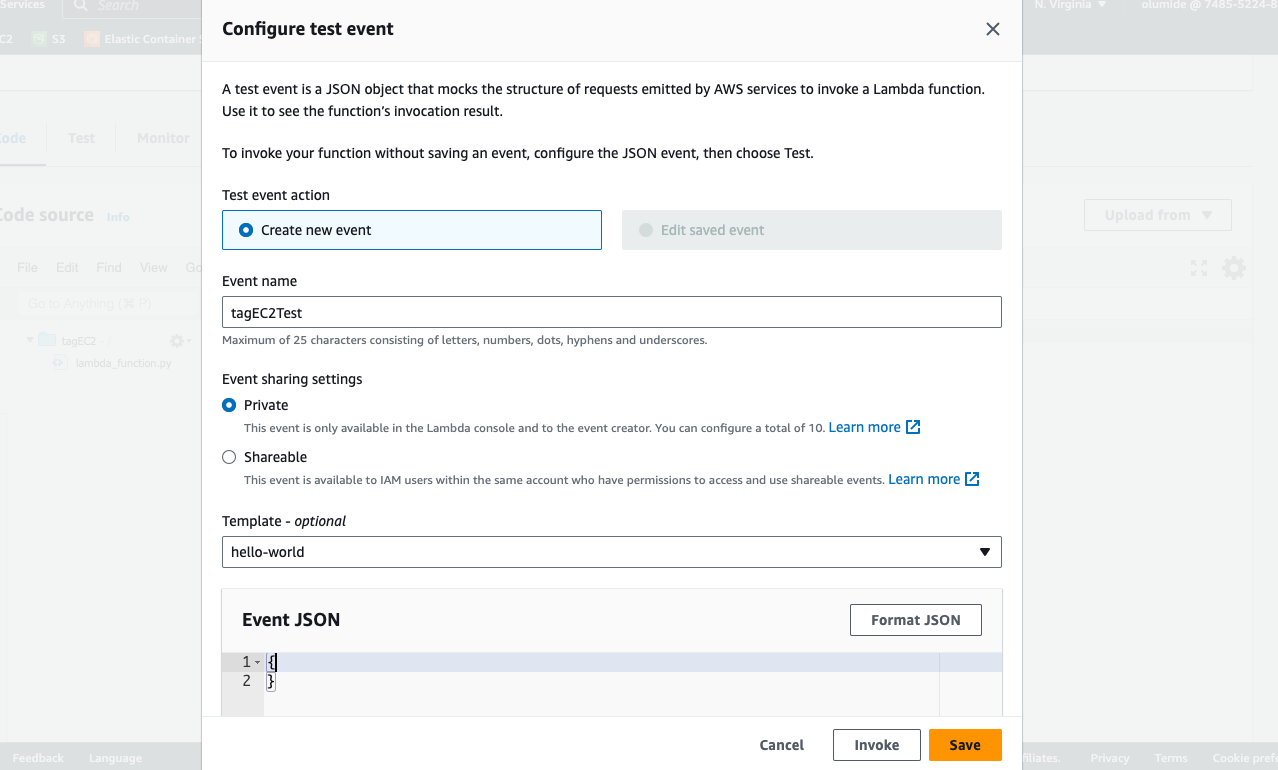 Services
Search
N. Virginia
olumide @ 7485-5224-8
C2
S3
Elastic Container
Configure test event
A test event is a JSON object that mocks the structure of requests emitted by AWS services to invoke a Lambda function.
Use it to see the function's invocation result.
To invoke your function without saving an event, configure the JSON event, then choose Test.
Test event action
Create new event
Edit saved event
Event name
tagEC2Test
Maximum of 25 characters consisting of letters, numbers, dots, hyphens and underscores.
Event sharing settings
Private
This event is only available in the Lambda console and to the event creator. You can configure a total of 10. Learn more
Shareable
This event is available to IAM users within the same account who have permissions to access and use shareable events. Learn more
Template - optional
hello-world
Event JSON
Format JSON
1 {
2 }
Cancel
Invoke
Save
ode
Test
Monitor
Code source
Info
Upload from
File Edit Find View Go
Go to Anything (⌘ P)
tagEC2 /
lambda_function.py
Feedback
Language
ffiliates.
Privacy
Terms
Cookie pref